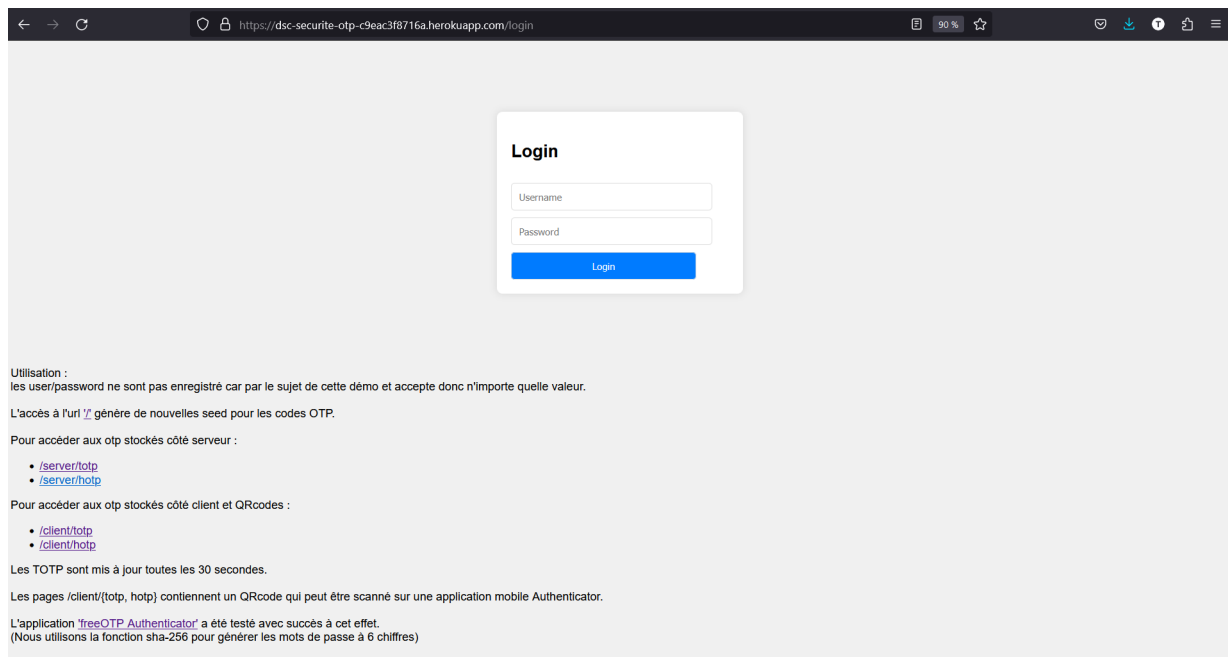 https://dsc-securite-otp-c9eac3f8716a.herokuapp.com/login
90 %
T
Login
Username
Password
Login
Utilisation :
les user/password ne sont pas enregistré car par le sujet de cette démo et accepte donc n'importe quelle valeur.
L'accès à l'url '/' génère de nouvelles seed pour les codes OTP.
Pour accéder aux otp stockés côté serveur :
• /server/totp
• /server/hotp
Pour accéder aux otp stockés côté client et QRcodes :
• /client/totp
• /client/hotp
Les TOTP sont mis à jour toutes les 30 secondes.
Les pages /client/{totp, hotp} contiennent un QRcode qui peut être scanné sur une application mobile Authenticator.
L'application 'freeOTP Authenticator' a été testé avec succès à cet effet.
(Nous utilisons la fonction sha-256 pour générer les mots de passe à 6 chiffres)